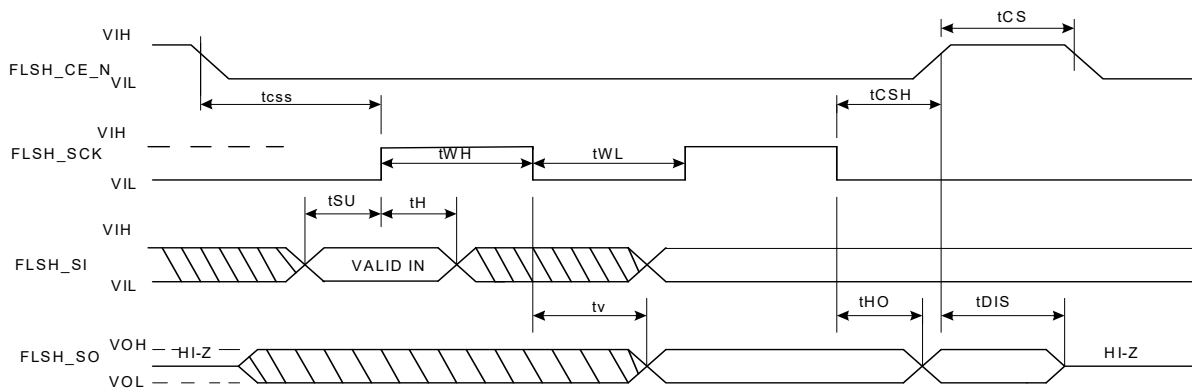 tCS
VIH
FLSH_CE_N
VIL
tcss
tCSH
VIH
FLSH_SCK
tWH
tWL
VIL
tSU
tH
VIH
FLSH_SI
VALID IN
VIL
tv
tHO
tDIS
VOH
HI-Z
FLSH_SO
HI-Z
VOL